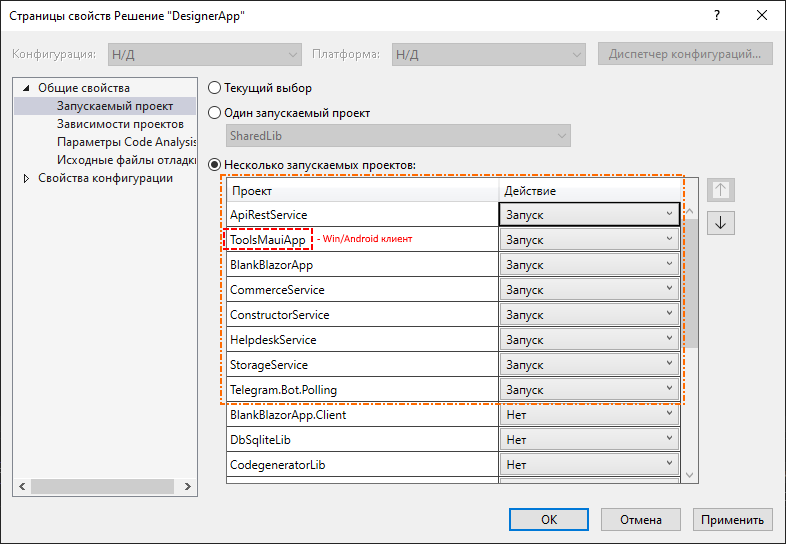 Страницы свойств Решение "DesignerApp"
Конфигурация: Н/Д Платформа: Н/Д Диспетчер конфигураций...
Общие свойства
Запускаемый проект
Зависимости проектов
Параметры Code Analysis
Исходные файлы отладки
Свойства конфигурации
Текущий выбор
Один запускаемый проект
SharedLib
Несколько запускаемых проектов:
Проект Действие
ApiRestService Запуск
ToolsMauiApp - Win/Android клиент Запуск
BlankBlazorApp Запуск
CommerceService Запуск
ConstructorService Запуск
HelpdeskService Запуск
StorageService Запуск
Telegram.Bot.Polling Запуск
BlankBlazorApp.Client Нет
DbSqliteLib Нет
CodegeneratorLib Нет
ОК Отмена Применить